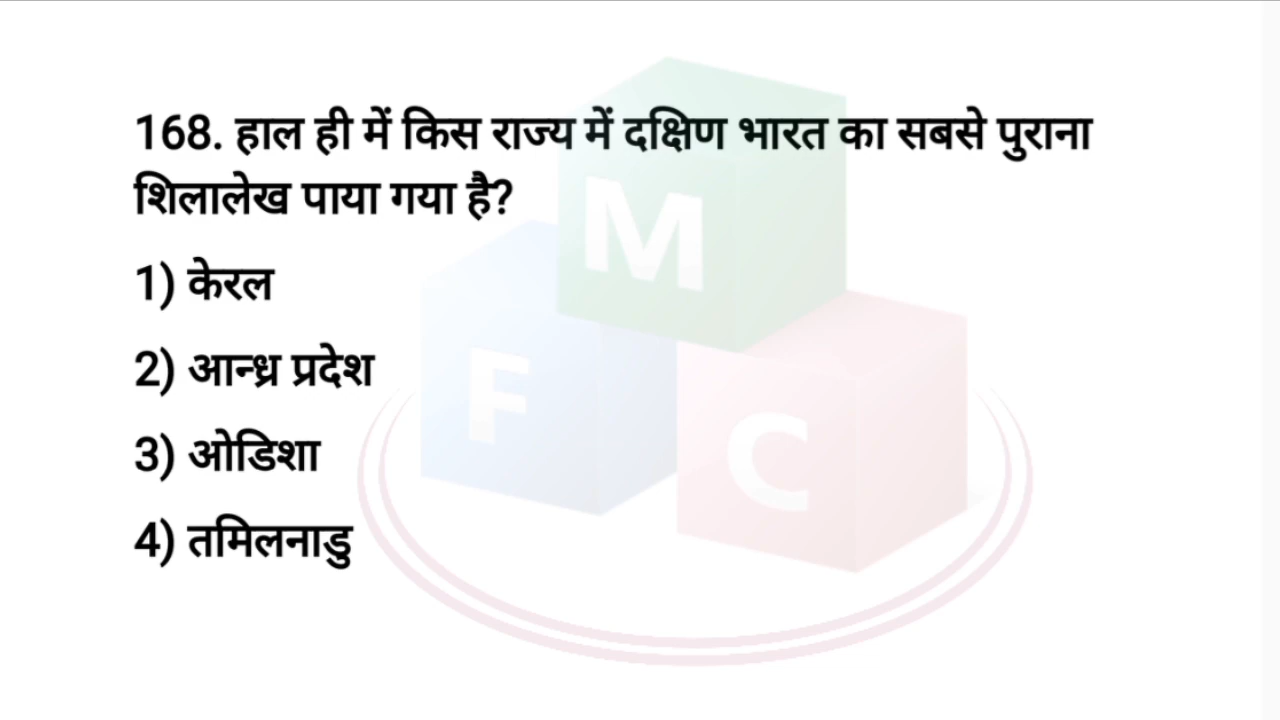 168. हाल ही में किस राज्य में दक्षिण भारत का सबसे पुराना
शिलालेख पाया गया है?
1) केरल
2) आन्ध्र प्रदेश
3) ओडिशा
4) तमिलनाडु
M
F
C